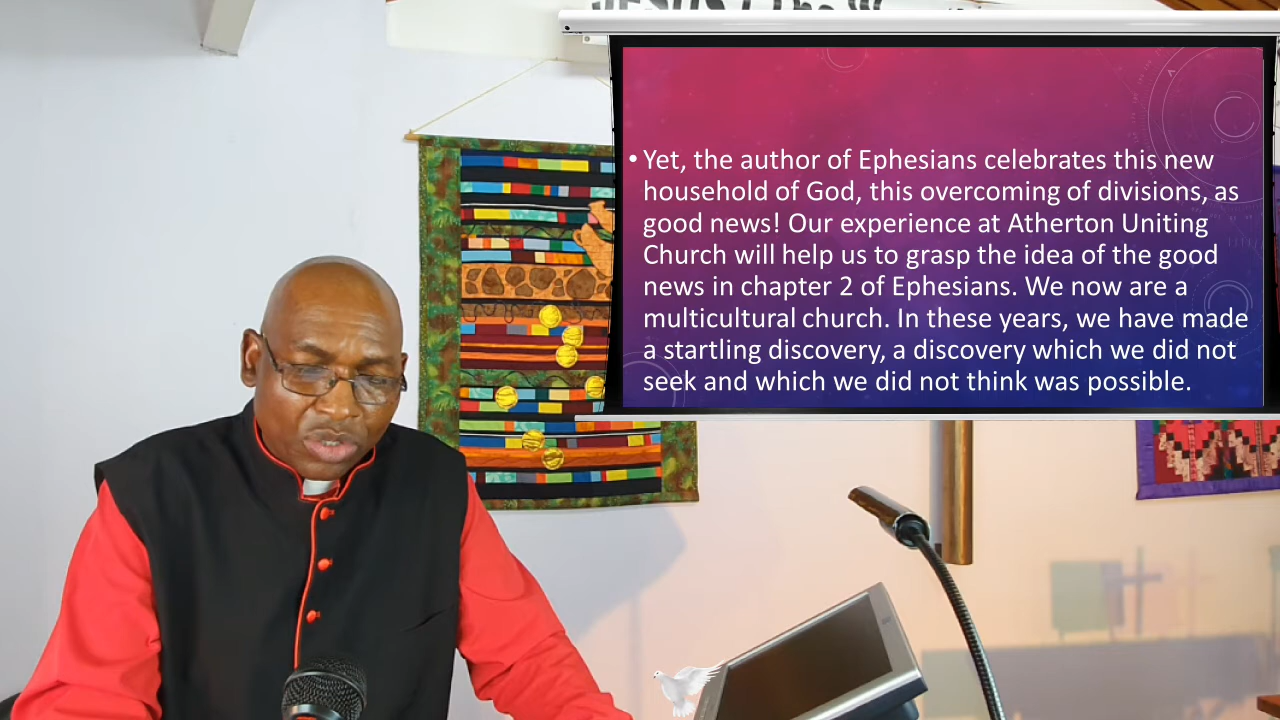 JESUS
• Yet, the author of Ephesians celebrates this new
household of God, this overcoming of divisions, as
good news! Our experience at Atherton Uniting
Church will help us to grasp the idea of the good
news in chapter 2 of Ephesians. We now are a
multicultural church. In these years, we have made
a startling discovery, a discovery which we did not
seek and which we did not think was possible.